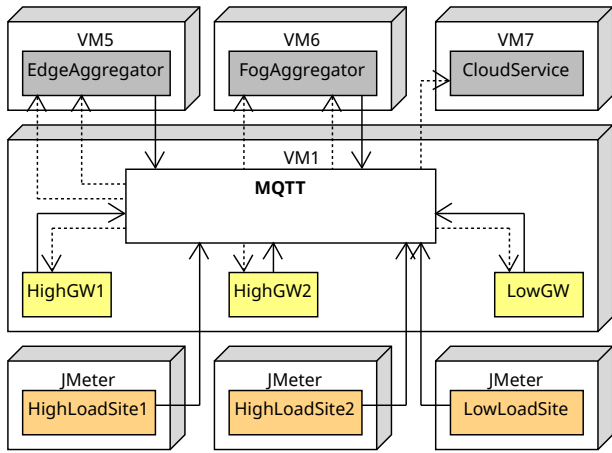 VM5
VM6
VM7
EdgeAggregator
FogAggregator
CloudService
VM1
MQTT
HighGW1
HighGW2
LowGW
JMeter
JMeter
JMeter
HighLoadSite1
HighLoadSite2
LowLoadSite